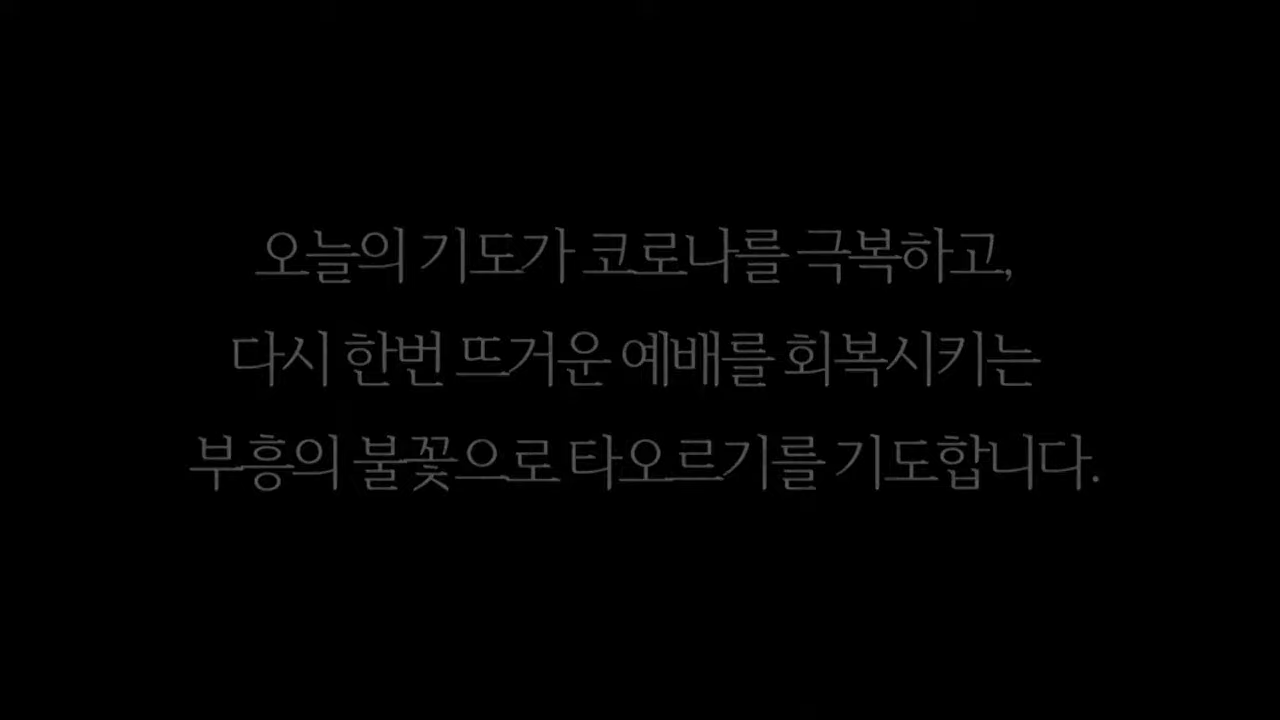 오늘의 기도가 코로나를 극복하고,
다시 한번 뜨거운 예배를 회복시키는
부흥의 불꽃으로 타오르기를 기도합니다.